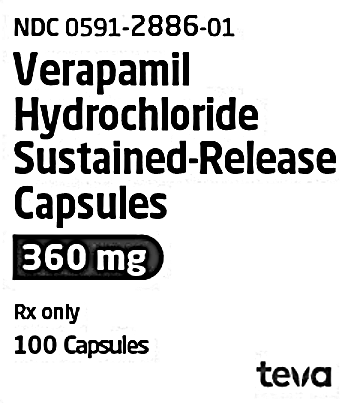 NDC 0591-2886-01
Verapamil
Hydrochloride
Sustained-Release
Capsules
360 mg
Rx only
100 Capsules
teva